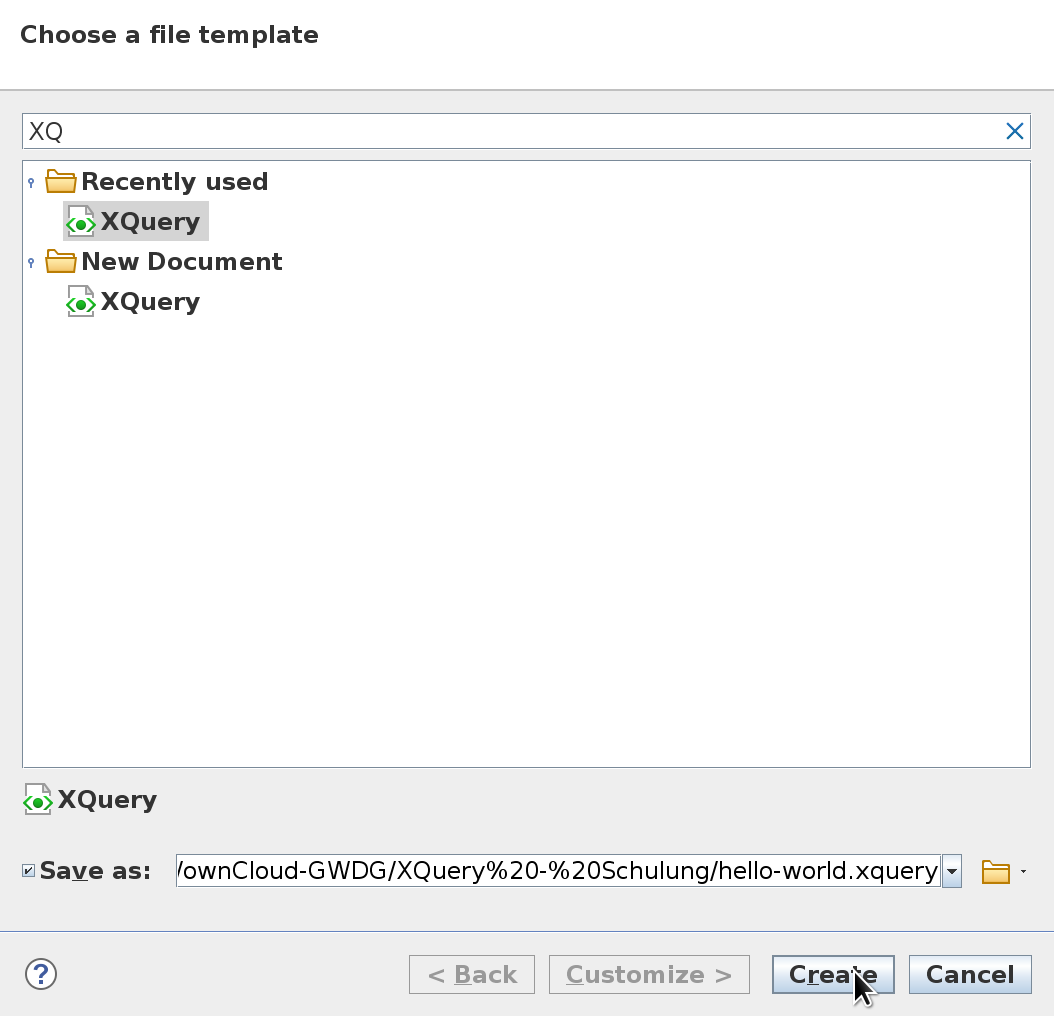 Choose a file template
XQ
Recently used
XQuery
New Document
XQuery
XQuery
Save as: /ownCloud-GWDG/XQuery%20-%20Schulung/hello-world.xquery
? < Back Customize > Create Cancel